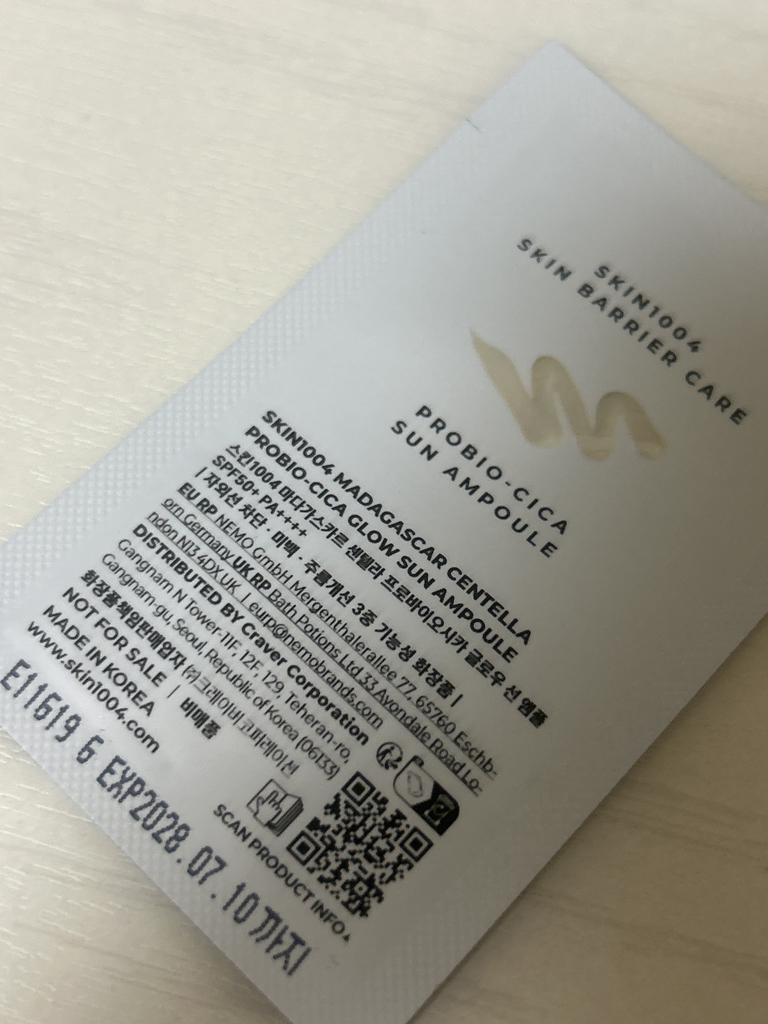 SKIN1004
SKIN BARRIER CARE
PROBIO-CICA
SUN AMPOULE
SKIN1004 MADAGASCAR CENTELLA
PROBIO-CICA GLOW SUN AMPOULE
스킨1004 마다가스카르 센텔라 프로바이오시카 글로우 선 앰플
SPF50+ PA++++
| 자외선 차단 · 미백 · 주름개선 3중 기능성 화장품 |
EU RP NEMO GmbH Mergenthalerallee 77, 65760 Eschb-
orn Germany UK RP Bath Potions Ltd 33 Avondale Road Lo-
ndon N13 4DX UK | eurp@nemobrands.com
DISTRIBUTED BY Craver Corporation
Gangnam N Tower-11F, 12F, 129, Teheran-ro,
Gangnam-gu, Seoul, Republic of Korea (06133)
화장품책임판매업자 ㈜크레이버코퍼레이션
NOT FOR SALE | 비매품
MADE IN KOREA
www.skin1004.com
SCAN PRODUCT INFO▲
E11619 6 EXP2028.07.10까지